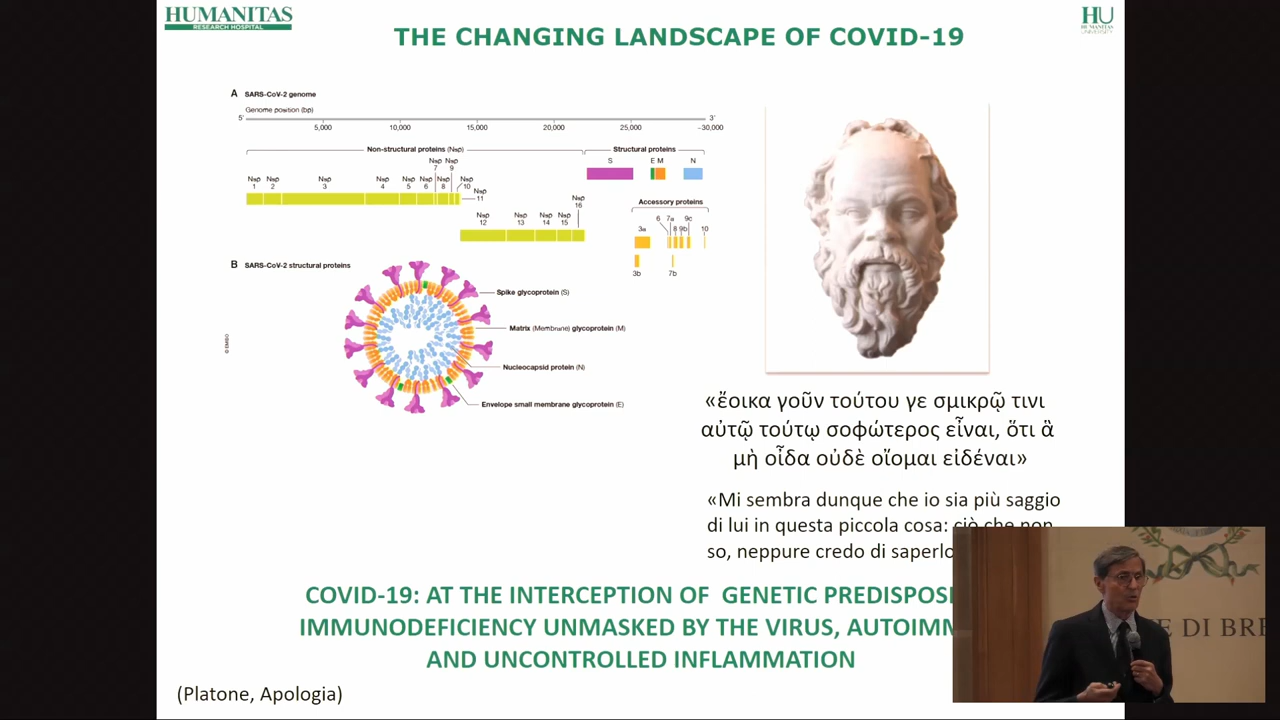 HUMANITAS
RESEARCH HOSPITAL
HU
HUMANITAS
UNIVERSITY
THE CHANGING LANDSCAPE OF COVID-19
A SARS-CoV-2 genome
Genome position (bp)
5' 5,000 10,000 15,000 20,000 25,000 ~30,000 3'
Non-structural proteins (Nsp)
Structural proteins
Nsp 1
Nsp 2
Nsp 3
Nsp 4
Nsp 5
Nsp 6
Nsp 7
Nsp 8
Nsp 9
Nsp 10
Nsp 11
Nsp 12
Nsp 13
Nsp 14
Nsp 15
Nsp 16
S E M N
Accessory proteins
3a 6 7a 8 9b 9c 10
3b 7b
B SARS-CoV-2 structural proteins
Spike glycoprotein (S)
Matrix (Membrane) glycoprotein (M)
Nucleocapsid protein (N)
Envelope small membrane glycoprotein (E)
© EMBO
«ἔοικα γοῦν τούτου γε σμικρῷ τινι
αὐτῷ τούτῳ σοφώτερος εἶναι, ὅτι ἃ
μὴ οἶδα οὐδὲ οἴομαι εἰδέναι»
«Mi sembra dunque che io sia più saggio
di lui in questa piccola cosa: ciò che non
so, neppure credo di saperlo
COVID-19: AT THE INTERCEPTION OF GENETIC PREDISPOSI
IMMUNODEFICIENCY UNMASKED BY THE VIRUS, AUTOIMM
AND UNCONTROLLED INFLAMMATION
(Platone, Apologia)
E DI BRE